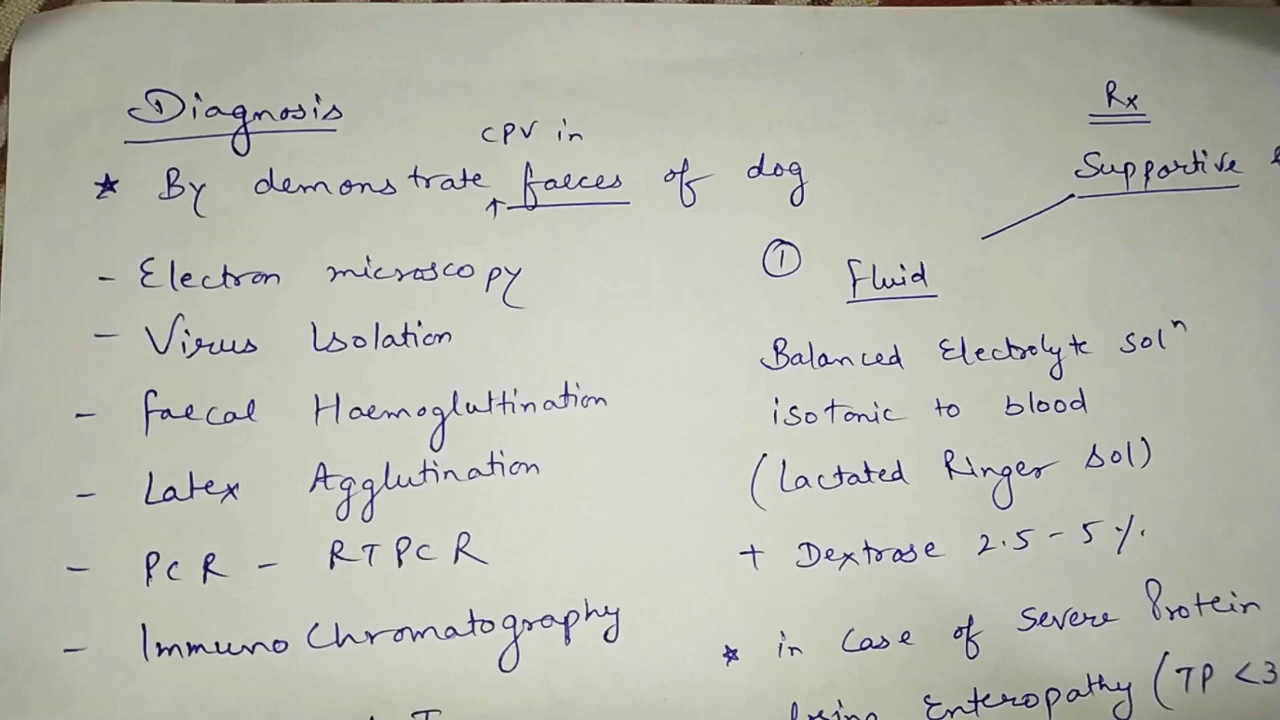 Diagnosis
CPV in
* By demonstrate ↑ faeces of dog
- Electron microscopy
- Virus Isolation
- faecal Haemogluttination
- Latex Agglutination
- PCR - RTPCR
- Immuno Chromatography
Rx
Supportive
① Fluid
Balanced Electrolyte solⁿ
isotonic to blood
(Lactated Ringer sol)
+ Dextrose 2.5 - 5 %.
* in case of severe Protein
Enteropathy (TP <3